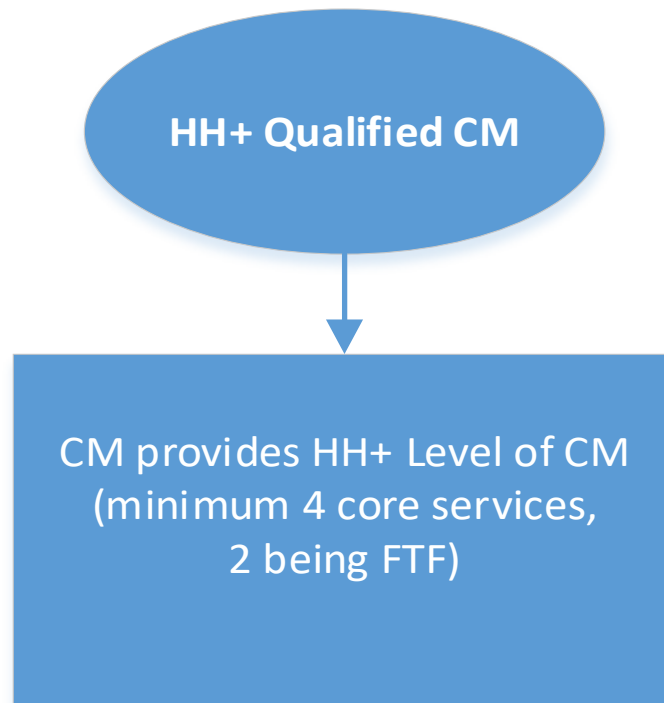 HH+ Qualified CM
CM provides HH+ Level of CM
(minimum 4 core services,
2 being FTF)